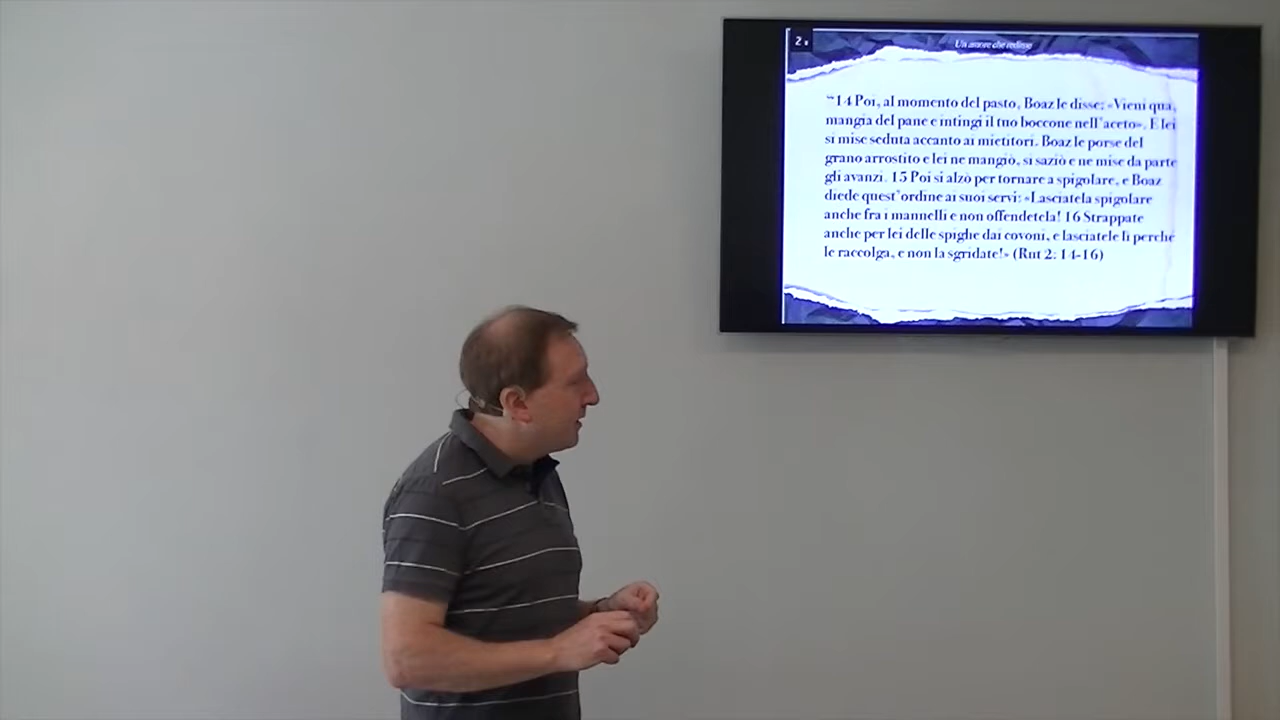 2
Un amore che redime
“14 Poi, al momento del pasto, Boaz le disse: «Vieni qua,
mangia del pane e intingi il tuo boccone nell'aceto». E lei
si mise seduta accanto ai mietitori. Boaz le porse del
grano arrostito e lei ne mangiò, si saziò e ne mise da parte
gli avanzi. 15 Poi si alzò per tornare a spigolare, e Boaz
diede quest'ordine ai suoi servi: «Lasciatela spigolare
anche fra i mannelli e non offendetela! 16 Strappate
anche per lei delle spighe dai covoni, e lasciatele lì perché
le raccolga, e non la sgridate!» (Rut 2: 14-16)